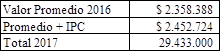 Valor Promedio 2016 $ 2.358.388
Promedio + IPC $ 2.452.724
Total 2017 29.433.000